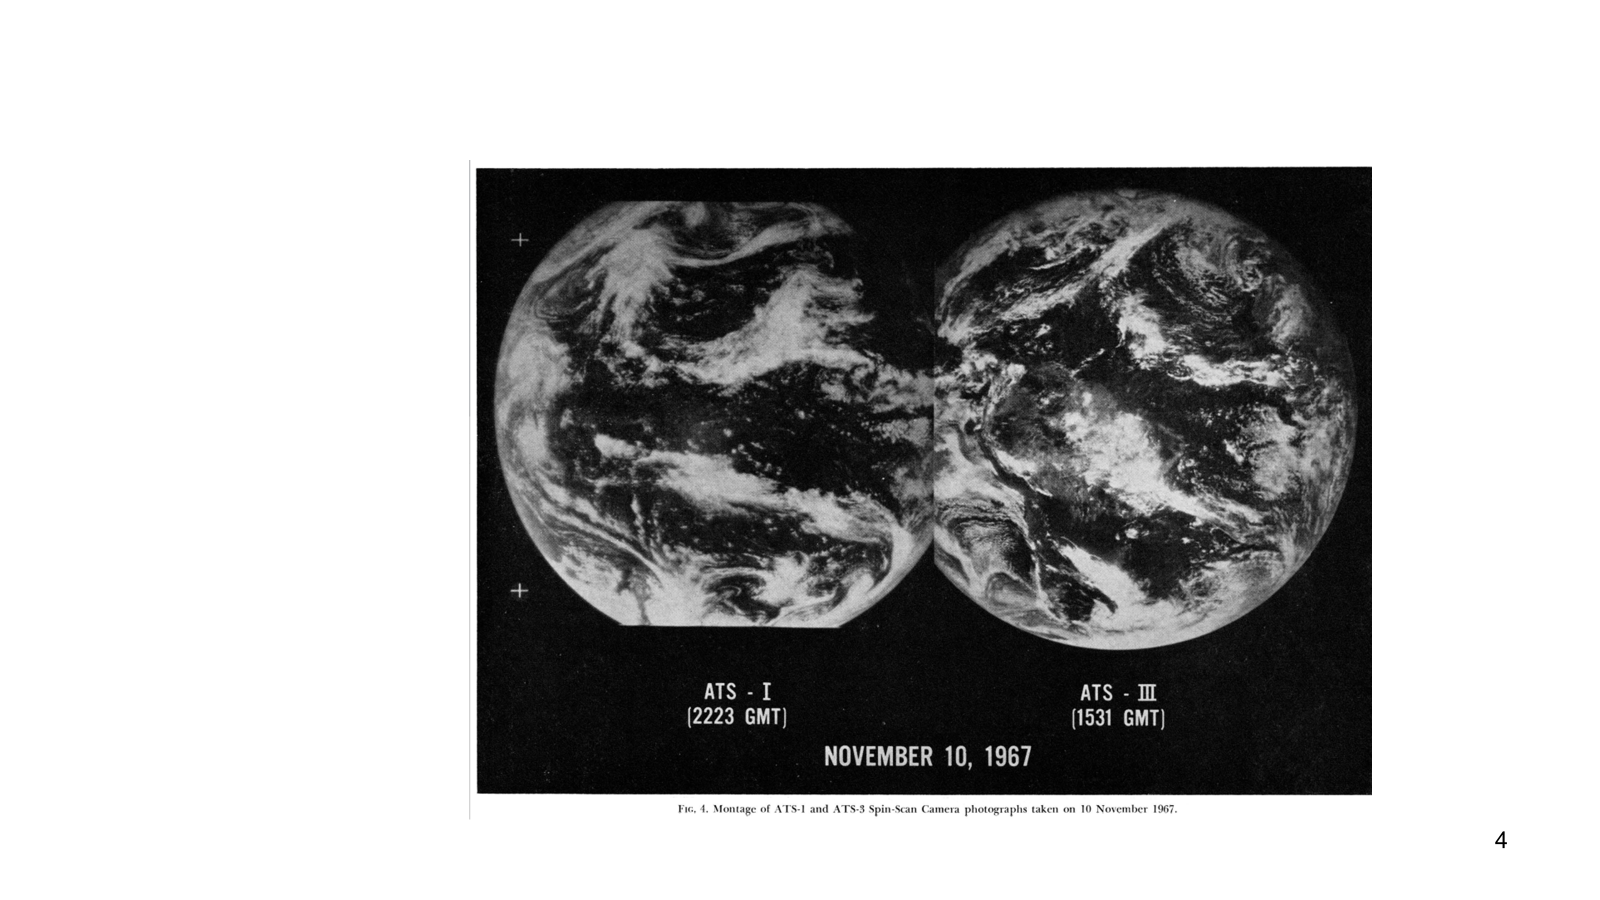 ATS - I
(2223 GMT)
ATS - III
(1531 GMT)
NOVEMBER 10, 1967
FIG. 4. Montage of ATS-1 and ATS-3 Spin-Scan Camera photographs taken on 10 November 1967.
4